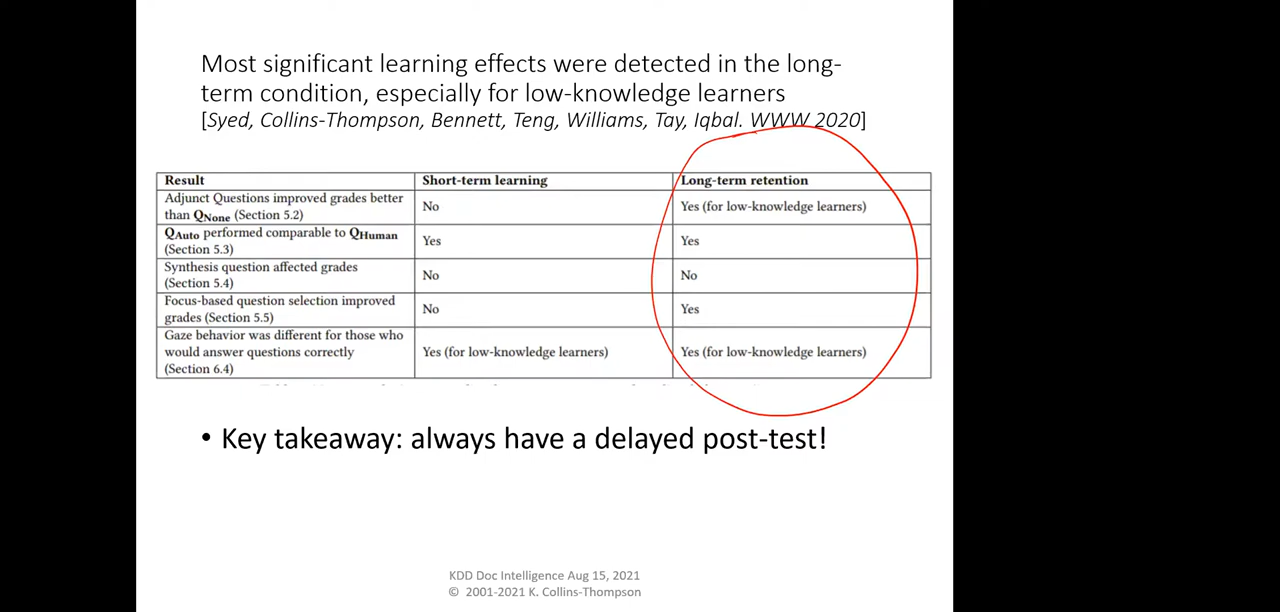 Most significant learning effects were detected in the long-
term condition, especially for low-knowledge learners
[Syed, Collins-Thompson, Bennett, Teng, Williams, Tay, Iqbal. WWW 2020]
Result Short-term learning Long-term retention
Adjunct Questions improved grades better
than QNone (Section 5.2) No Yes (for low-knowledge learners)
QAuto performed comparable to QHuman
(Section 5.3) Yes Yes
Synthesis question affected grades
(Section 5.4) No No
Focus-based question selection improved
grades (Section 5.5) No Yes
Gaze behavior was different for those who
would answer questions correctly Yes (for low-knowledge learners) Yes (for low-knowledge learners)
(Section 6.4)
• Key takeaway: always have a delayed post-test!
KDD Doc Intelligence Aug 15, 2021
© 2001-2021 K. Collins-Thompson